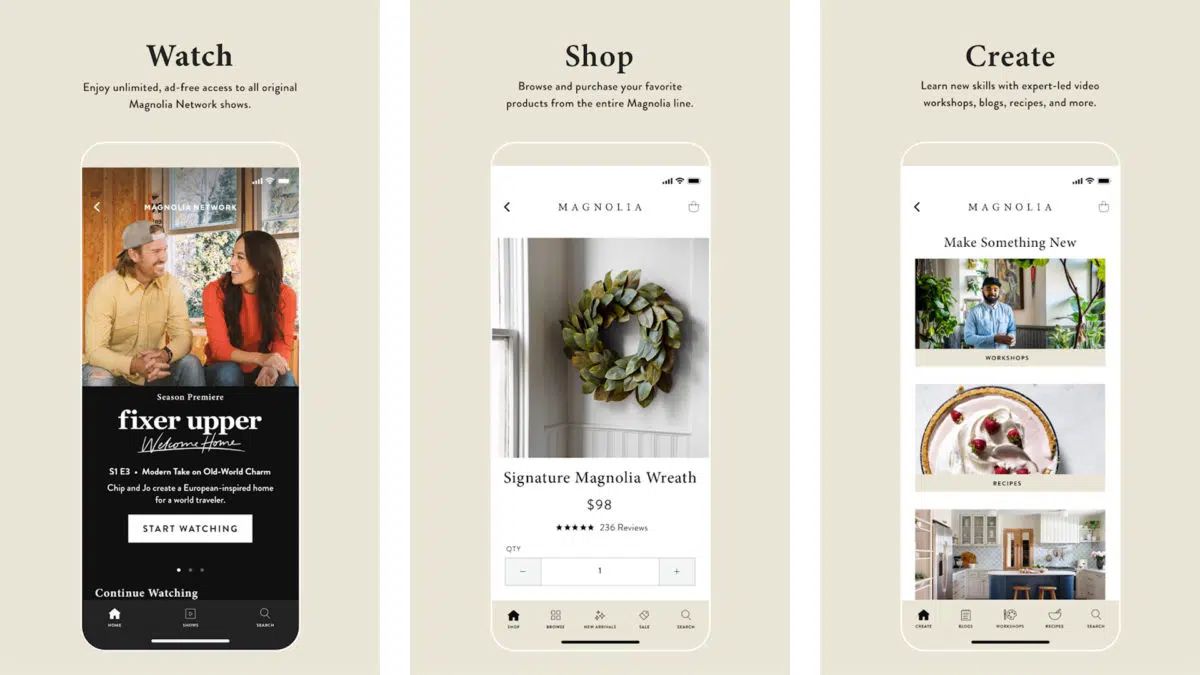 Watch
Enjoy unlimited, ad-free access to all original
Magnolia Network shows.
MAGNOLIA NETWORK
Season Premiere
fixer upper
Welcome Home
S1 E3 • Modern Take on Old-World Charm
Chip and Jo create a European-inspired home
for a world traveler.
START WATCHING
Continue Watching
HOME
SHOWS
SEARCH
Shop
Browse and purchase your favorite
products from the entire Magnolia line.
MAGNOLIA
Signature Magnolia Wreath
$98
★★★★★ 236 Reviews
QTY
− 1 +
SHOP
BROWSE
NEW ARRIVALS
SALE
SEARCH
Create
Learn new skills with expert-led video
workshops, blogs, recipes, and more.
MAGNOLIA
Make Something New
WORKSHOPS
RECIPES
CREATE
BLOGS
WORKSHOPS
RECIPES
SEARCH